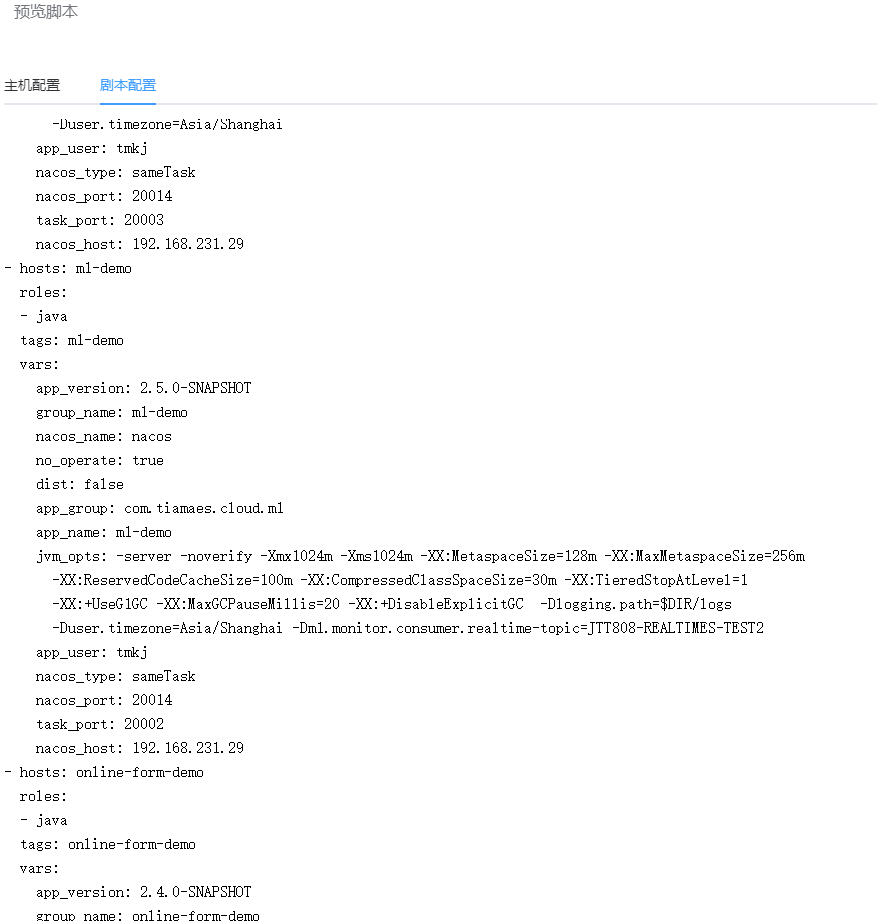 预览脚本
主机配置 剧本配置
-Duser.timezone=Asia/Shanghai
app_user: tmkj
nacos_type: sameTask
nacos_port: 20014
task_port: 20003
nacos_host: 192.168.231.29
- hosts: ml-demo
roles:
- java
tags: ml-demo
vars:
app_version: 2.5.0-SNAPSHOT
group_name: ml-demo
nacos_name: nacos
no_operate: true
dist: false
app_group: com.tiamaes.cloud.ml
app_name: ml-demo
jvm_opts: -server -noverify -Xmx1024m -Xms1024m -XX:MetaspaceSize=128m -XX:MaxMetaspaceSize=256m
-XX:ReservedCodeCacheSize=100m -XX:CompressedClassSpaceSize=30m -XX:TieredStopAtLevel=1
-XX:+UseG1GC -XX:MaxGCPauseMillis=20 -XX:+DisableExplicitGC  -Dlogging.path=$DIR/logs
-Duser.timezone=Asia/Shanghai -Dml.monitor.consumer.realtime-topic=JTT808-REALTIMES-TEST2
app_user: tmkj
nacos_type: sameTask
nacos_port: 20014
task_port: 20002
nacos_host: 192.168.231.29
- hosts: online-form-demo
roles:
- java
tags: online-form-demo
vars:
app_version: 2.4.0-SNAPSHOT
group_name: online-form-demo